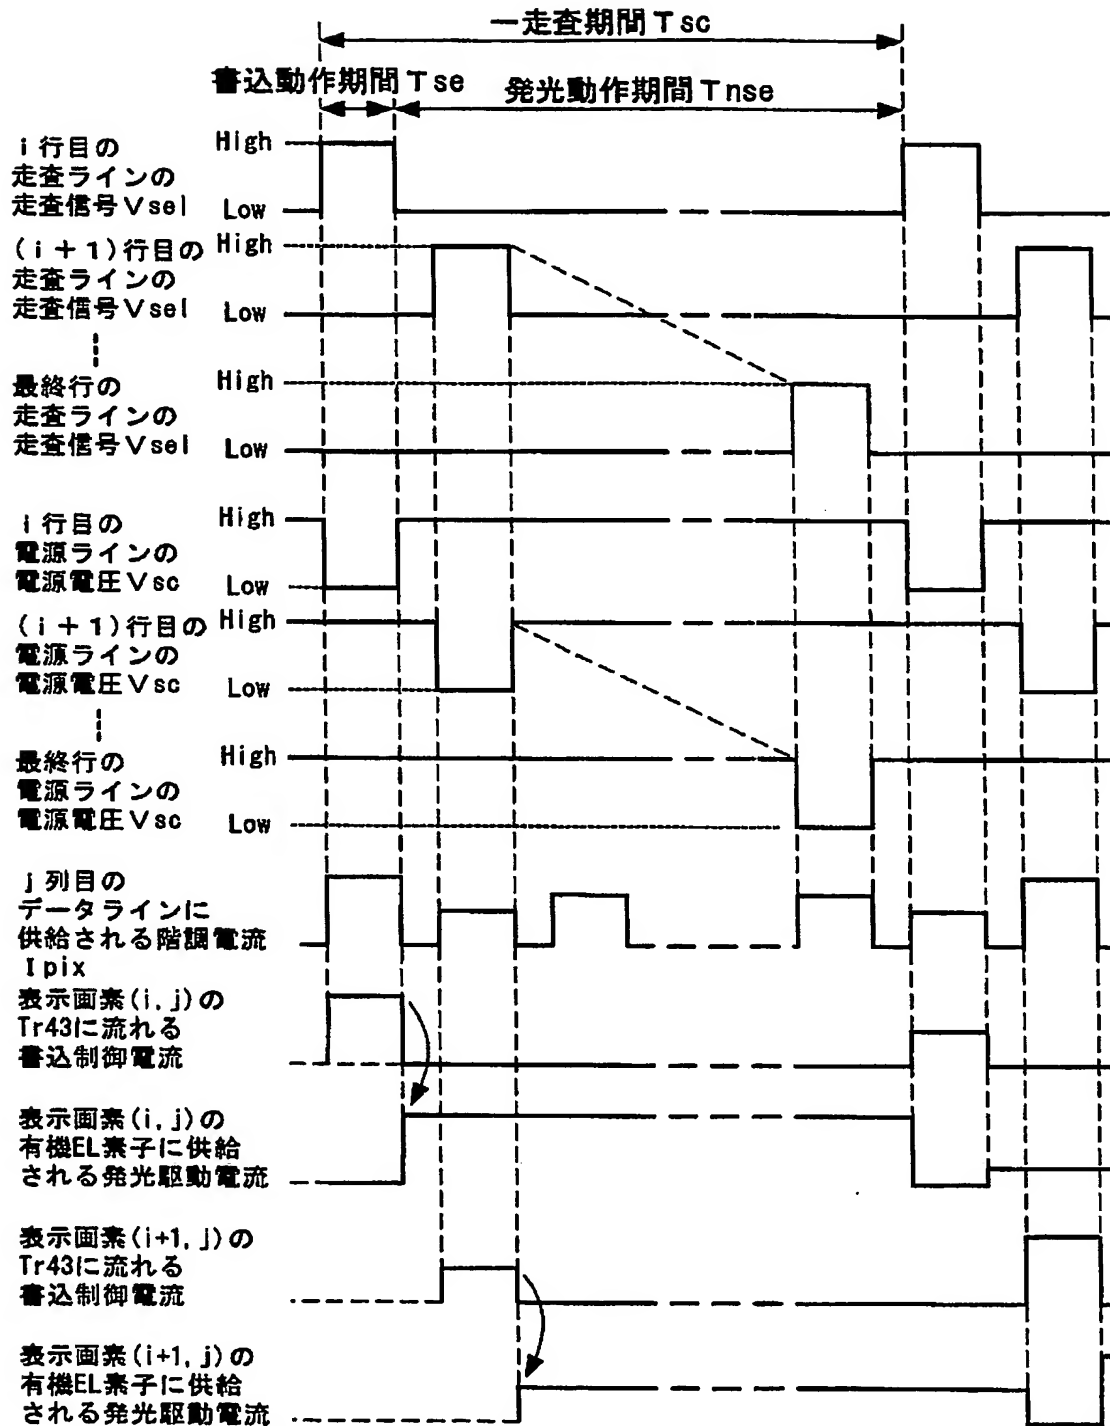 一走査期間Tsc
書込動作期間Tse
発光動作期間Tnse
i行目の
走査ラインの
走査信号Vsel
High
Low
(i+1)行目の
走査ラインの
走査信号Vsel
High
Low
最終行の
走査ラインの
走査信号Vsel
High
Low
i行目の
電源ラインの
電源電圧Vsc
High
Low
(i+1)行目の
電源ラインの
電源電圧Vsc
High
Low
最終行の
電源ラインの
電源電圧Vsc
High
Low
j列目の
データラインに
供給される階調電流
Ipix
表示画素(i,j)の
Tr43に流れる
書込制御電流
表示画素(i,j)の
有機EL素子に供給
される発光駆動電流
表示画素(i+1,j)の
Tr43に流れる
書込制御電流
表示画素(i+1,j)の
有機EL素子に供給
される発光駆動電流